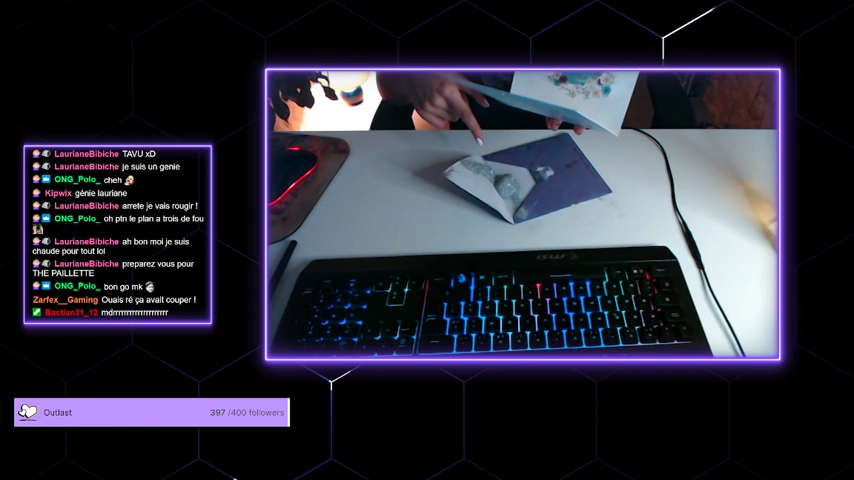 LaurianeBibiche TAVU xD
LaurianeBibiche je suis un genie
ONG_Polo_ cheh
Kipwix génie lauriane
LaurianeBibiche arrete je vais rougir !
ONG_Polo_ oh ptn le plan a trois de fou
LaurianeBibiche ah bon moi je suis
chaude pour tout lol
LaurianeBibiche preparez vous pour
THE PAILLETTE
ONG_Polo_ bon go mk
Zarfex__Gaming Ouais ré ça avait couper !
Bastian31_12 mdrrrrrrrrrrrrrrrrrrr
msi
Outlast 397 /400 followers